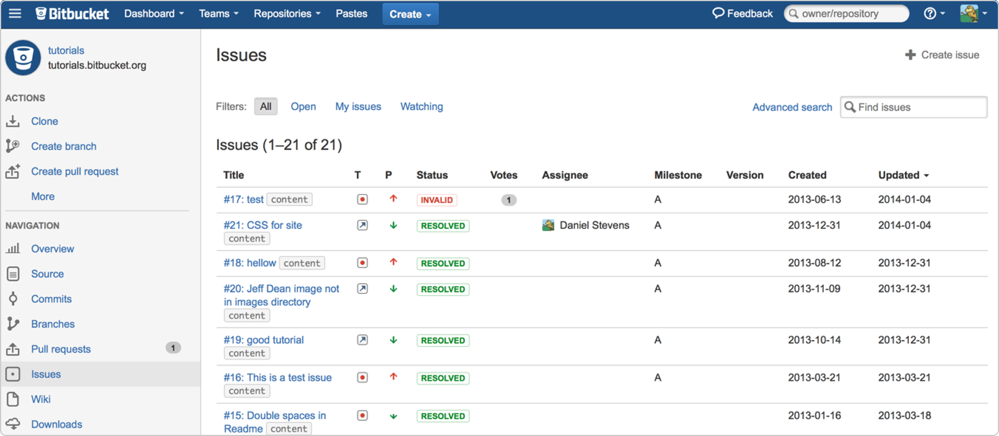 Bitbucket Dashboard Teams Repositories Pastes Create Feedback owner/repository ?
tutorials
tutorials.bitbucket.org
ACTIONS
Clone
Create branch
Create pull request
More
NAVIGATION
Overview
Source
Commits
Branches
Pull requests 1
Issues
Wiki
Downloads
Issues
Create issue
Filters: All Open My issues Watching Advanced search Find issues
Issues (1–21 of 21)
Title T P Status Votes Assignee Milestone Version Created Updated
#17: test content INVALID 1 A 2013-06-13 2014-01-04
#21: CSS for site RESOLVED Daniel Stevens A 2013-12-31 2014-01-04
content
#18: hellow content RESOLVED A 2013-08-12 2013-12-31
#20: Jeff Dean image not RESOLVED A 2013-11-09 2013-12-31
in images directory
content
#19: good tutorial RESOLVED A 2013-10-14 2013-12-31
content
#16: This is a test issue RESOLVED A 2013-03-21 2013-03-21
content
#15: Double spaces in RESOLVED 2013-01-16 2013-03-18
Readme content